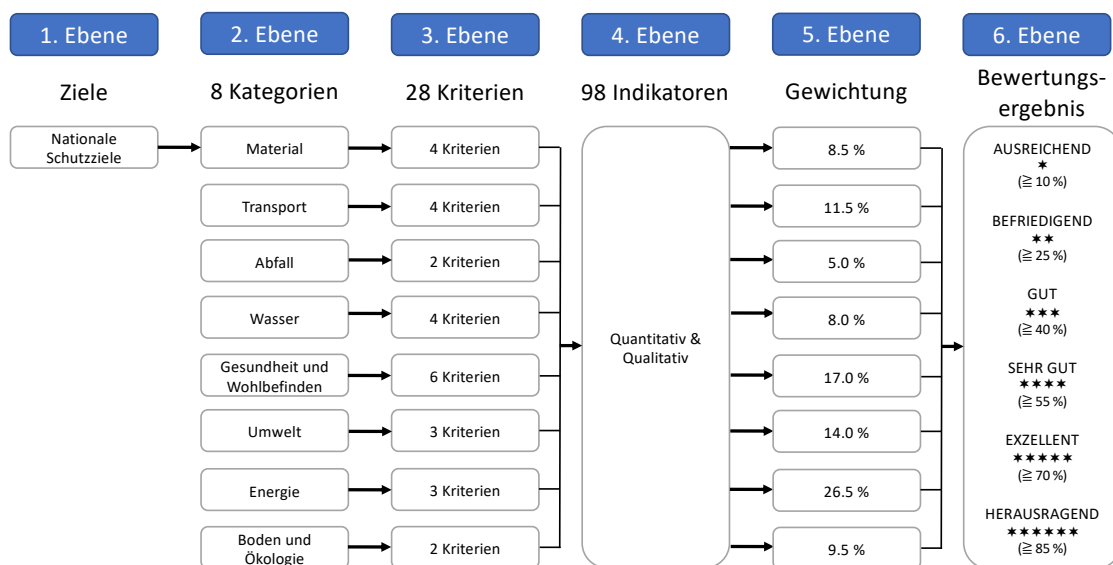 1. Ebene
2. Ebene
3. Ebene
4. Ebene
5. Ebene
6. Ebene
Ziele
8 Kategorien
28 Kriterien
98 Indikatoren
Gewichtung
Bewertungs-
ergebnis
Nationale
Schutzziele
Material
4 Kriterien
8.5 %
Transport
4 Kriterien
11.5 %
Abfall
2 Kriterien
5.0 %
Wasser
4 Kriterien
8.0 %
Gesundheit und
Wohlbefinden
6 Kriterien
17.0 %
Umwelt
3 Kriterien
14.0 %
Energie
3 Kriterien
26.5 %
Boden und
Ökologie
2 Kriterien
9.5 %
Quantitativ &
Qualitativ
AUSREICHEND
★
(≧ 10 %)
BEFRIEDIGEND
★★
(≧ 25 %)
GUT
★★★
(≧ 40 %)
SEHR GUT
★★★★
(≧ 55 %)
EXZELLENT
★★★★★
(≧ 70 %)
HERAUSRAGEND
★★★★★★
(≧ 85 %)